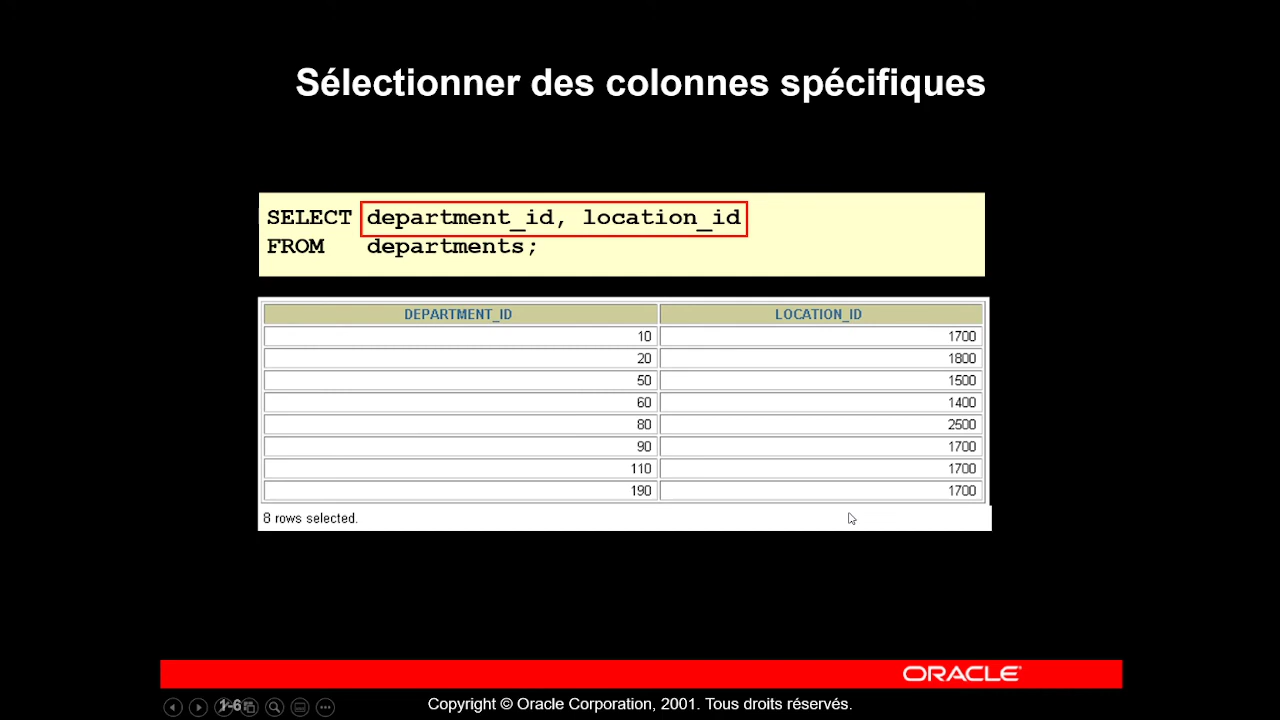 Sélectionner des colonnes spécifiques
SELECT department_id, location_id
FROM departments;
DEPARTMENT_ID LOCATION_ID
10 1700
20 1800
50 1500
60 1400
80 2500
90 1700
110 1700
190 1700
8 rows selected.
ORACLE
1-6
Copyright © Oracle Corporation, 2001. Tous droits réservés.